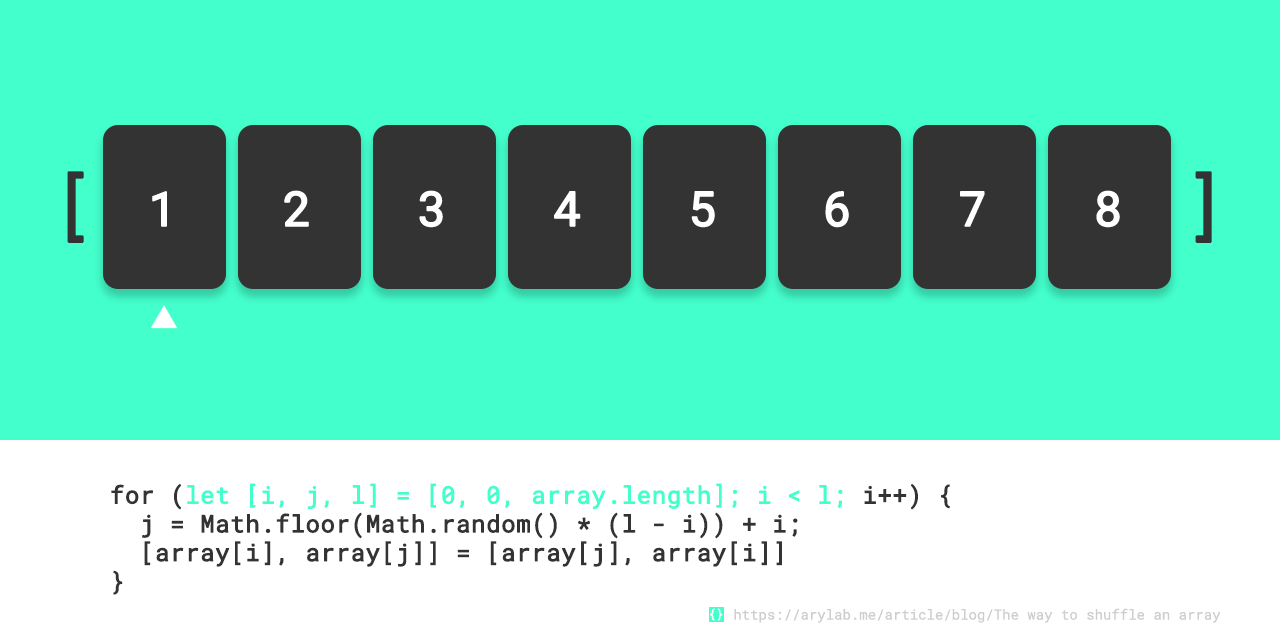 [ 1 2 3 4 5 6 7 8 ]
for (let [i, j, l] = [0, 0, array.length]; i < l; i++) {
  j = Math.floor(Math.random() * (l - i)) + i;
  [array[i], array[j]] = [array[j], array[i]]
}
{} https://arylab.me/article/blog/The way to shuffle an array